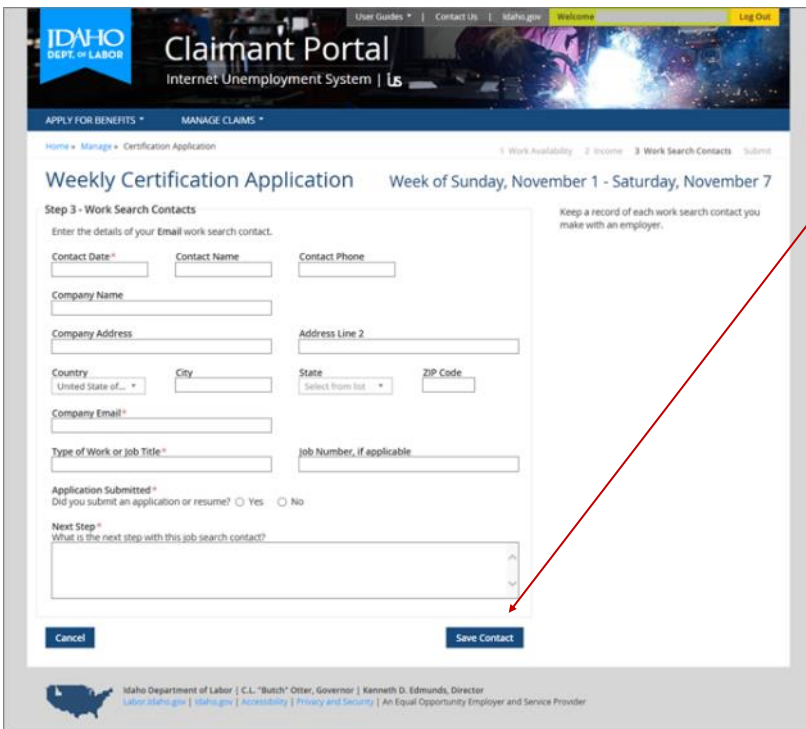 User Guides | Contact Us | Idaho.gov Welcome Log Out
IDAHO
DEPT. OF LABOR
Claimant Portal
Internet Unemployment System | ius
APPLY FOR BENEFITS MANAGE CLAIMS
Home » Manage » Certification Application
1 Work Availability 2 Income 3 Work Search Contacts Submit
Weekly Certification Application Week of Sunday, November 1 - Saturday, November 7
Step 3 - Work Search Contacts
Keep a record of each work search contact you
make with an employer.
Enter the details of your Email work search contact.
Contact Date* Contact Name Contact Phone
Company Name
Company Address Address Line 2
Country City State ZIP Code
United State of... Select from list
Company Email*
Type of Work or Job Title* Job Number, if applicable
Application Submitted*
Did you submit an application or resume? Yes No
Next Step*
What is the next step with this job search contact?
Cancel Save Contact
Idaho Department of Labor | C.L. "Butch" Otter, Governor | Kenneth D. Edmunds, Director
Labor.Idaho.gov | Idaho.gov | Accessibility | Privacy and Security | An Equal Opportunity Employer and Service Provider